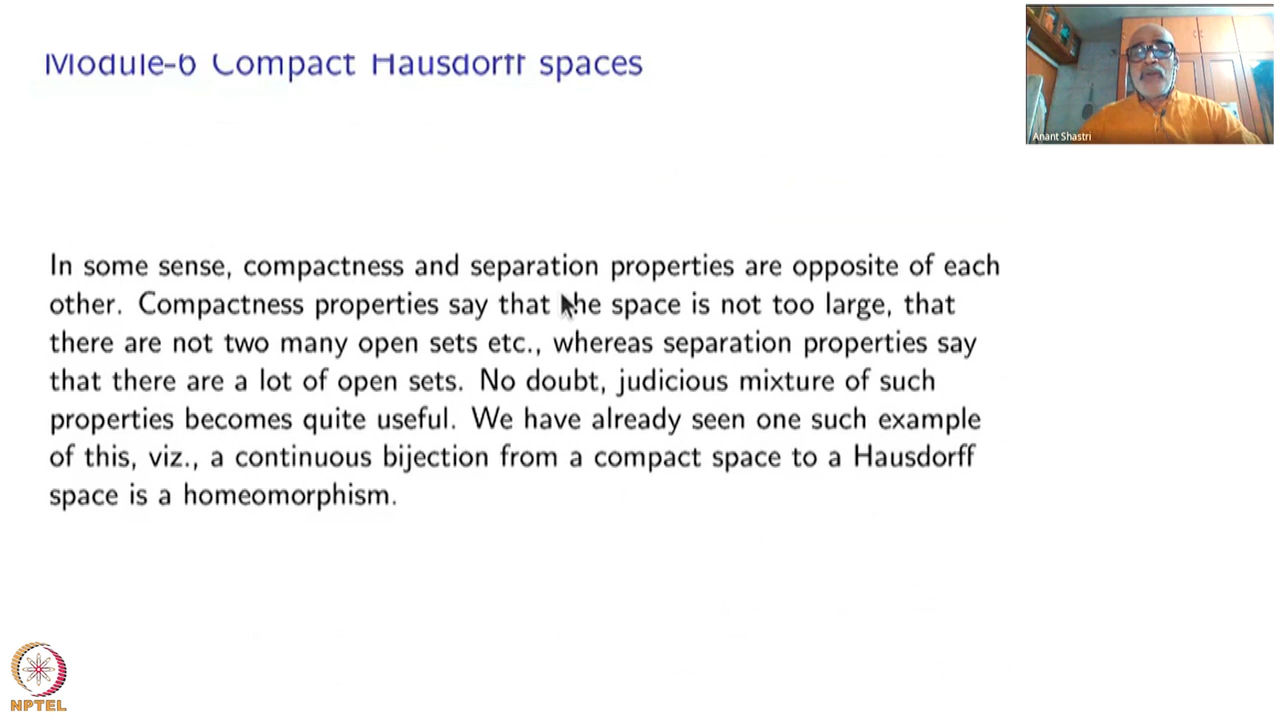 Module-6 Compact Hausdorff spaces
Anant Shastri
In some sense, compactness and separation properties are opposite of each
other. Compactness properties say that the space is not too large, that
there are not two many open sets etc., whereas separation properties say
that there are a lot of open sets. No doubt, judicious mixture of such
properties becomes quite useful. We have already seen one such example
of this, viz., a continuous bijection from a compact space to a Hausdorff
space is a homeomorphism.
NPTEL